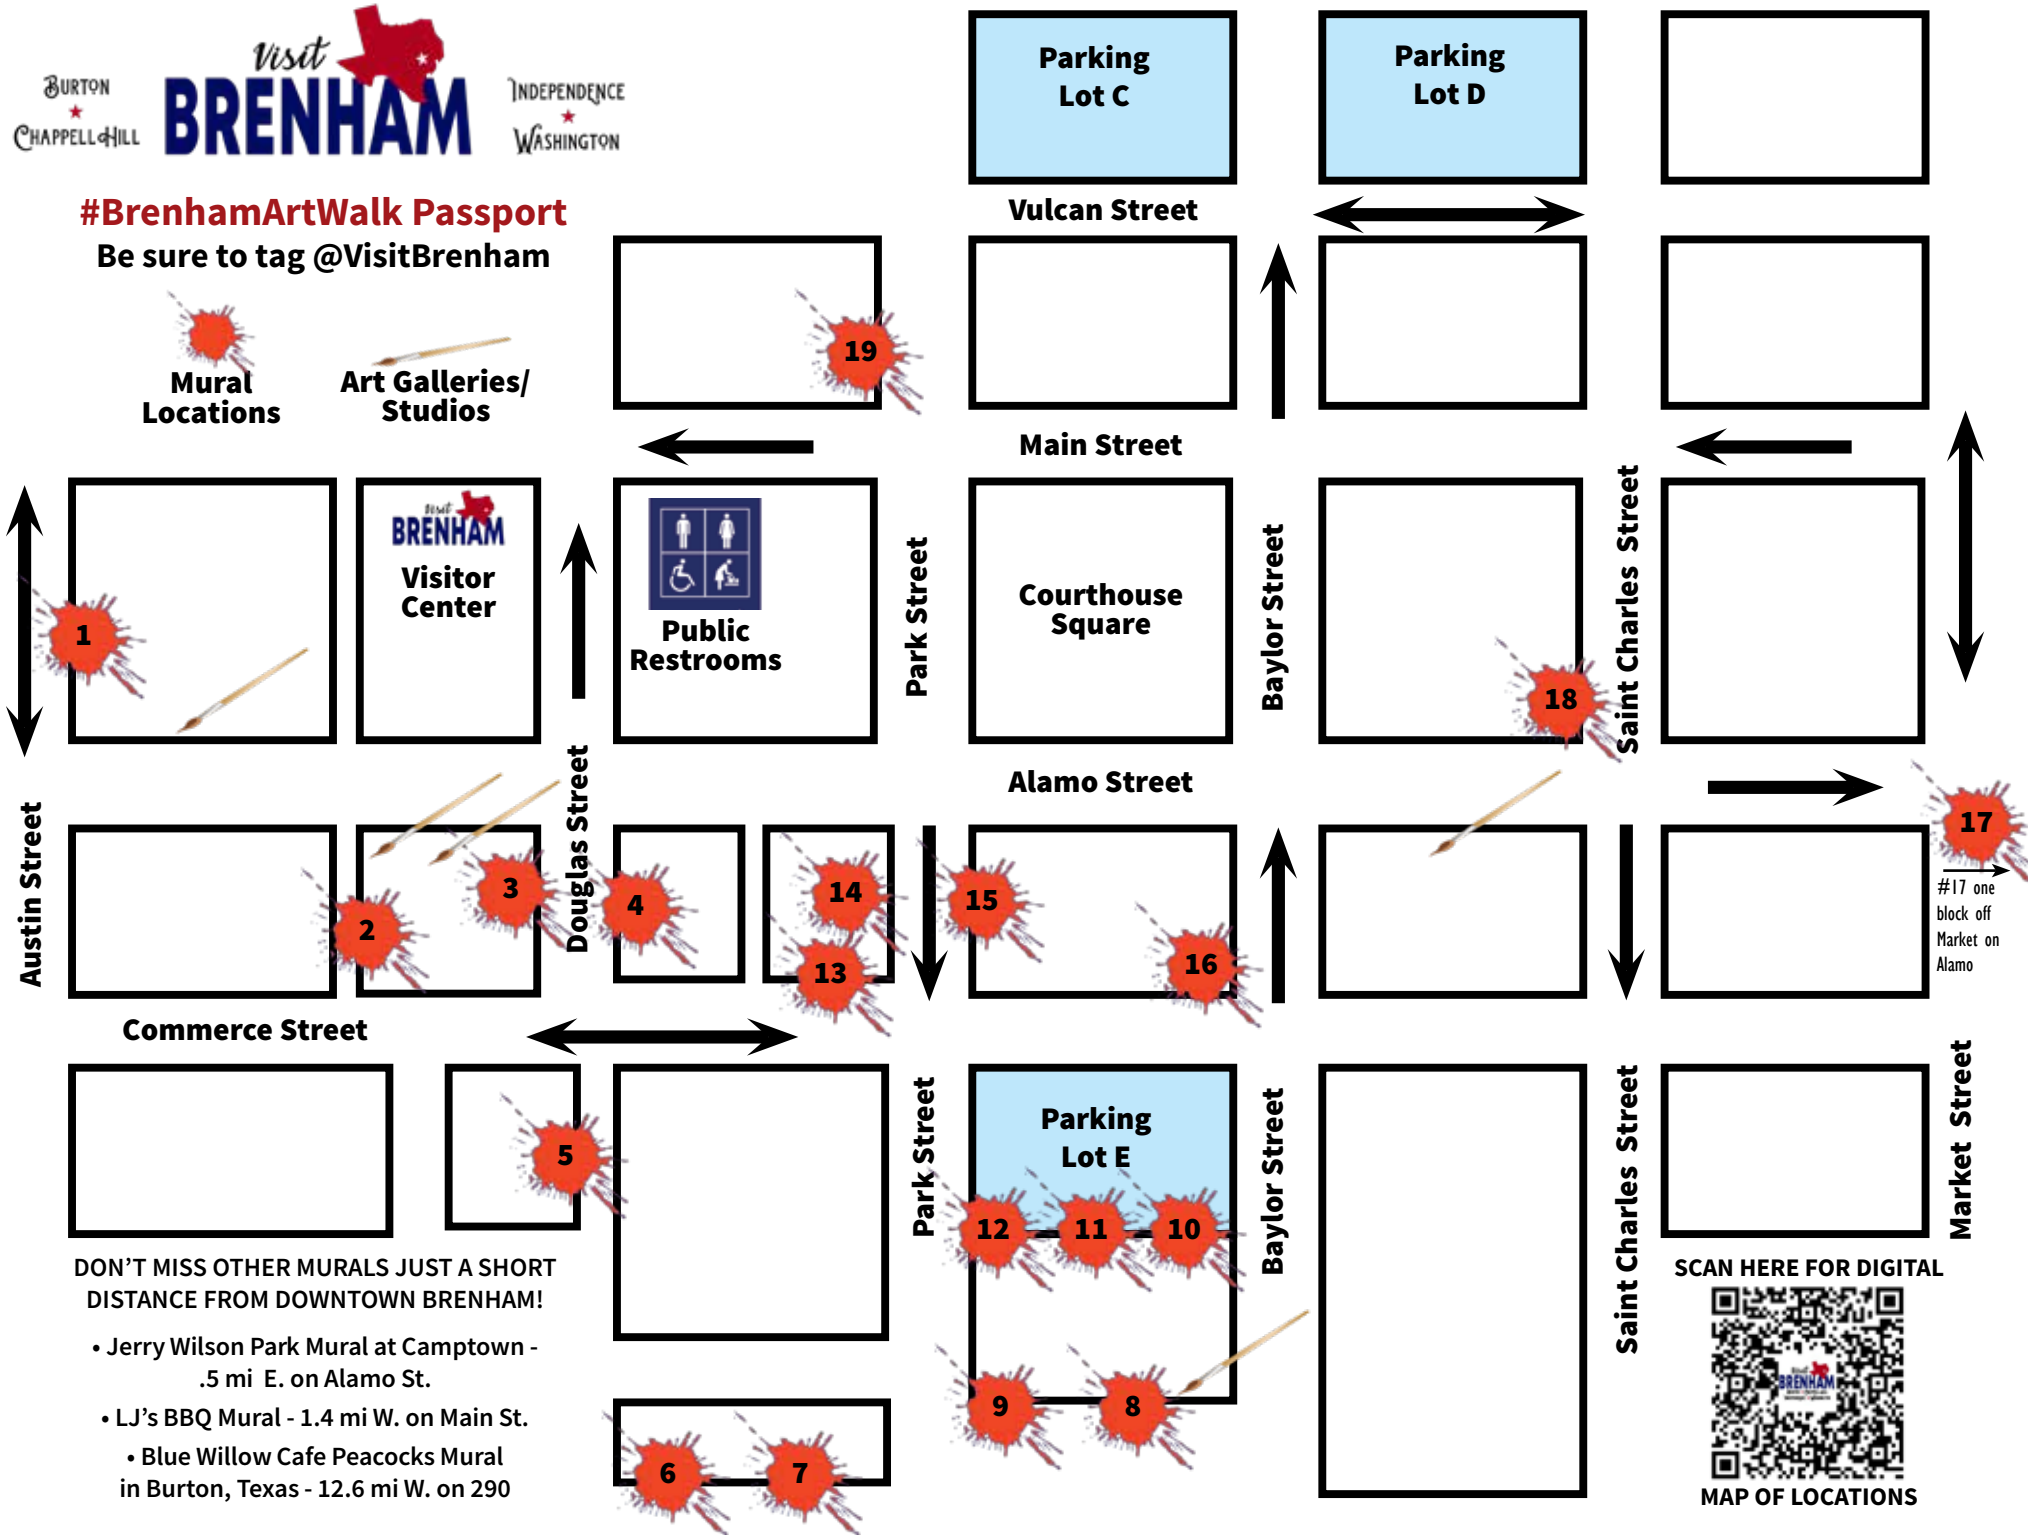 Visit
BRENHAM
BURTON
CHAPPELL HILL
INDEPENDENCE
WASHINGTON
#BrenhamArtWalk Passport
Be sure to tag @VisitBrenham
Mural
Locations
Art Galleries/
Studios
Parking
Lot C
Parking
Lot D
Vulcan Street
19
Main Street
Visit
BRENHAM
Visitor
Center
Public
Restrooms
Park Street
Courthouse
Square
Baylor Street
Saint Charles Street
1
18
Alamo Street
Austin Street
Douglas Street
2
3
4
14
13
15
16
17
#17 one
block off
Market on
Alamo
Commerce Street
5
Park Street
Parking
Lot E
Baylor Street
Saint Charles Street
Market Street
12
11
10
9
8
6
7
DON'T MISS OTHER MURALS JUST A SHORT
DISTANCE FROM DOWNTOWN BRENHAM!
• Jerry Wilson Park Mural at Camptown -
.5 mi E. on Alamo St.
• LJ's BBQ Mural - 1.4 mi W. on Main St.
• Blue Willow Cafe Peacocks Mural
in Burton, Texas - 12.6 mi W. on 290
SCAN HERE FOR DIGITAL
Visit
BRENHAM
MAP OF LOCATIONS